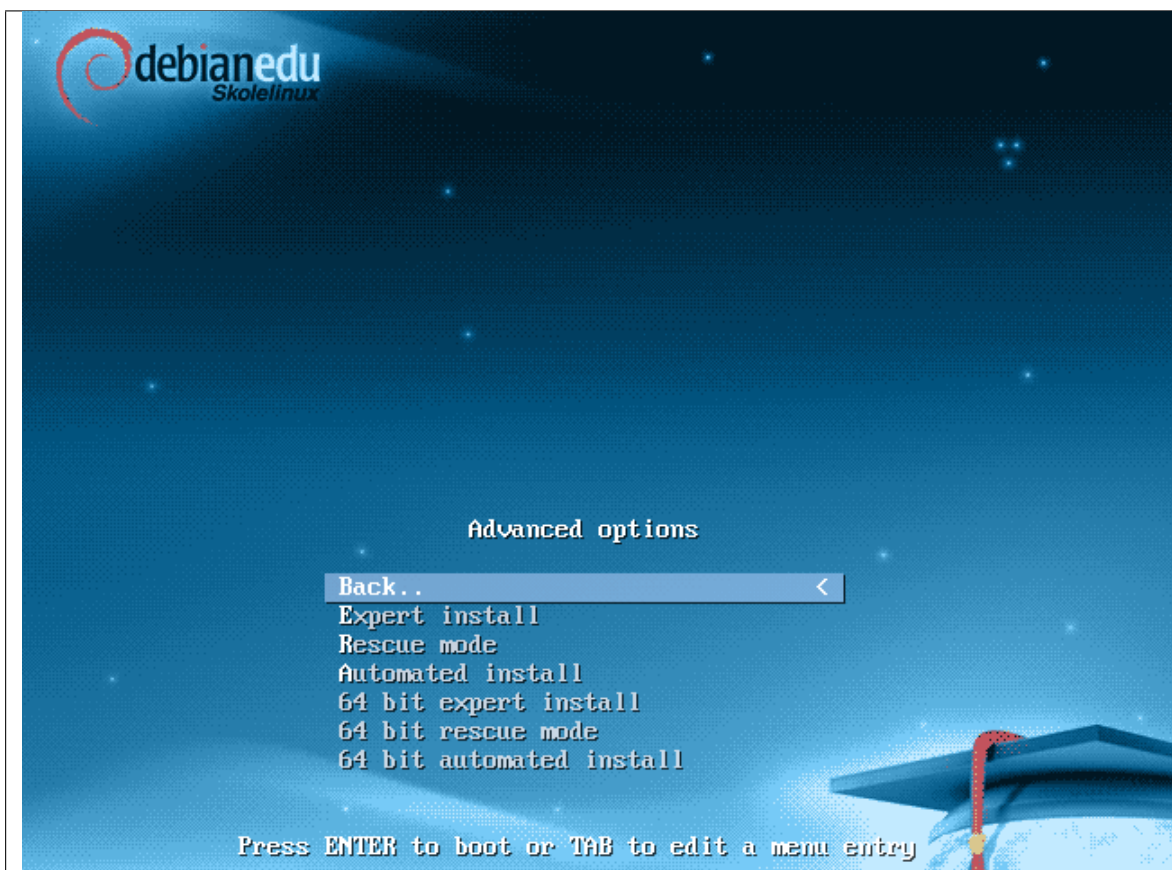 debianedu
Skolelinux
Advanced options
Back.. <
Expert install
Rescue mode
Automated install
64 bit expert install
64 bit rescue mode
64 bit automated install
Press ENTER to boot or TAB to edit a menu entry